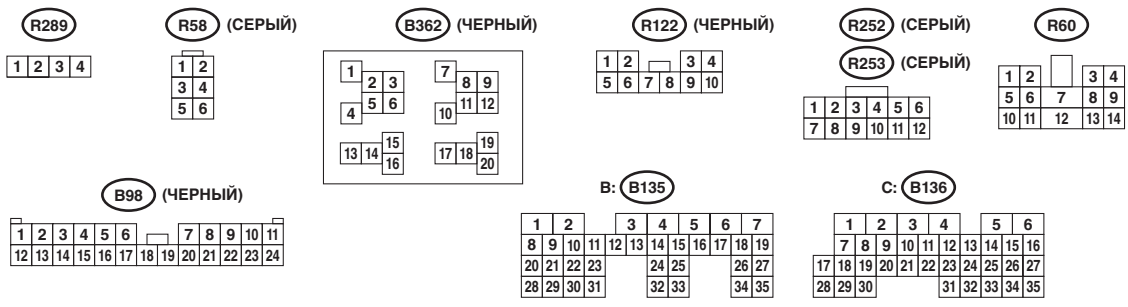 R289
1 2 3 4
R58 (СЕРЫЙ)
1 2
3 4
5 6
B362 (ЧЕРНЫЙ)
1 7
2 3 8 9
5 6 11 12
4 10
15 19
13 14 17 18
16 20
R122 (ЧЕРНЫЙ)
1 2 3 4
5 6 7 8 9 10
R252 (СЕРЫЙ)
R253 (СЕРЫЙ)
1 2 3 4 5 6
7 8 9 10 11 12
R60
1 2 3 4
5 6 7 8 9
10 11 12 13 14
B98 (ЧЕРНЫЙ)
1 2 3 4 5 6 7 8 9 10 11
12 13 14 15 16 17 18 19 20 21 22 23 24
B: B135
1 2 3 4 5 6 7
8 9 10 11 12 13 14 15 16 17 18 19
20 21 22 23 24 25 26 27
28 29 30 31 32 33 34 35
C: B136
1 2 3 4 5 6
7 8 9 10 11 12 13 14 15 16
17 18 19 20 21 22 23 24 25 26 27
28 29 30 31 32 33 34 35